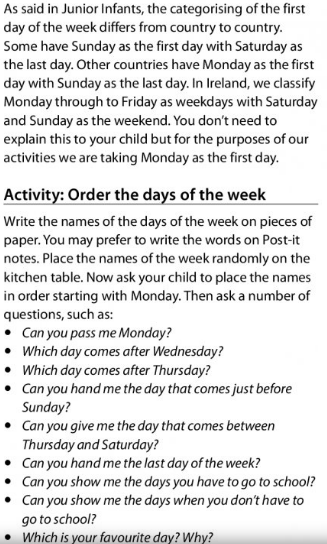 As said in Junior Infants, the categorising of the first
day of the week differs from country to country.
Some have Sunday as the first day with Saturday as
the last day. Other countries have Monday as the first
day with Sunday as the last day. In Ireland, we classify
Monday through to Friday as weekdays with Saturday
and Sunday as the weekend. You don't need to
explain this to your child but for the purposes of our
activities we are taking Monday as the first day.
Activity: Order the days of the week
Write the names of the days of the week on pieces of
paper. You may prefer to write the words on Post-it
notes. Place the names of the week randomly on the
kitchen table. Now ask your child to place the names
in order starting with Monday. Then ask a number of
questions, such as:
• Can you pass me Monday?
• Which day comes after Wednesday?
• Which day comes after Thursday?
• Can you hand me the day that comes just before
Sunday?
• Can you give me the day that comes between
Thursday and Saturday?
• Can you hand me the last day of the week?
• Can you show me the days you have to go to school?
• Can you show me the days when you don't have to
go to school?
• Which is your favourite day? Why?